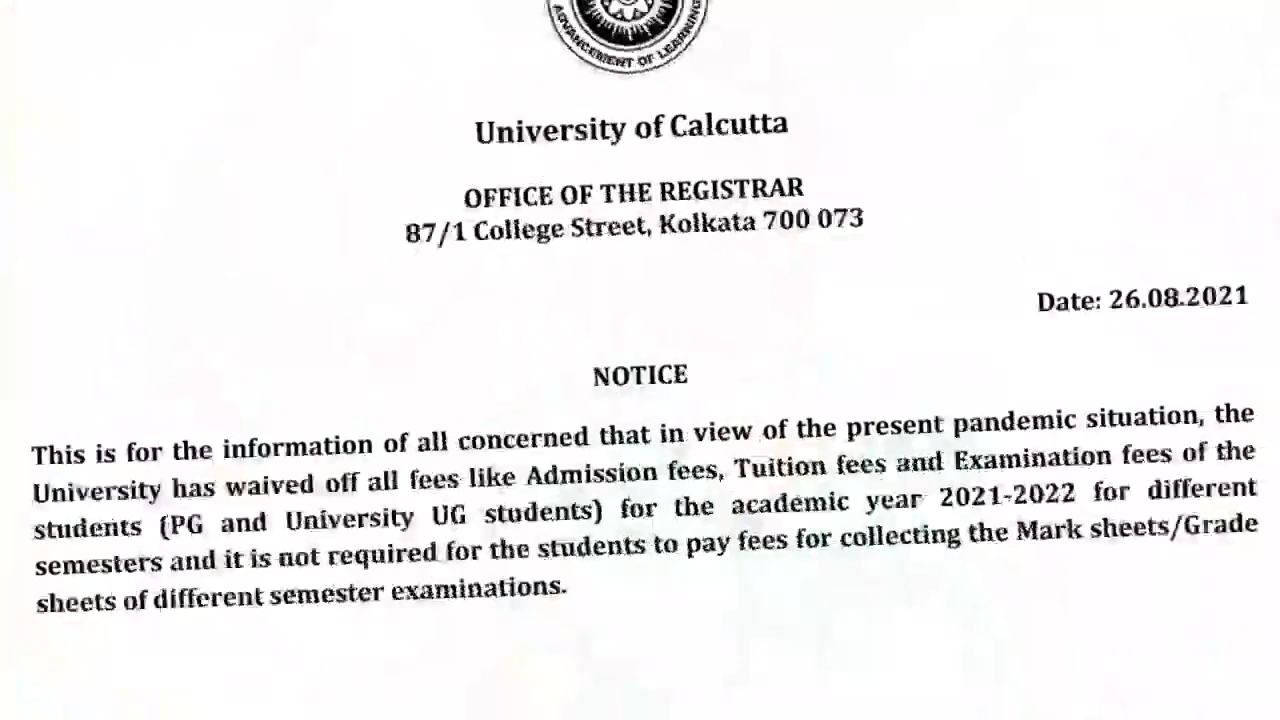 ADVANCEMENT OF LEARNING
University of Calcutta
OFFICE OF THE REGISTRAR
87/1 College Street, Kolkata 700 073
Date: 26.08.2021
NOTICE
This is for the information of all concerned that in view of the present pandemic situation, the
University has waived off all fees like Admission fees, Tuition fees and Examination fees of the
students (PG and University UG students) for the academic year 2021-2022 for different
semesters and it is not required for the students to pay fees for collecting the Mark sheets/Grade
sheets of different semester examinations.